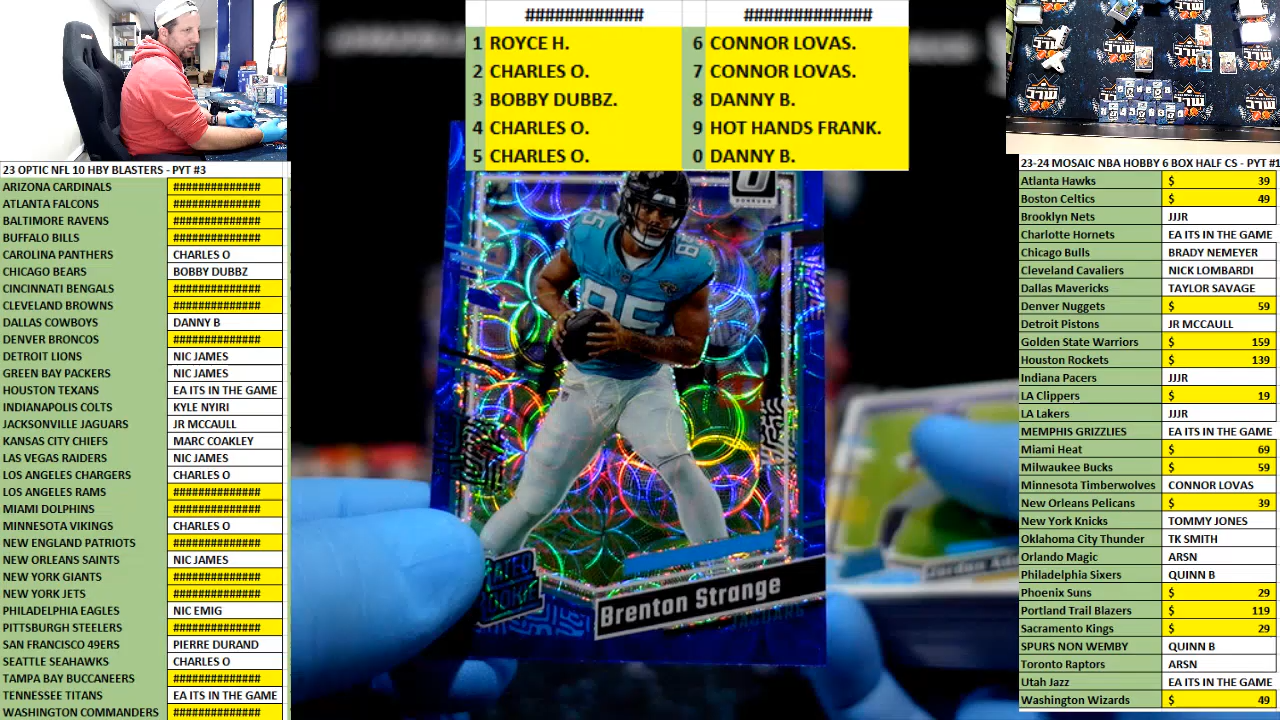 ############ #############
1 ROYCE H. 6 CONNOR LOVAS.
2 CHARLES O. 7 CONNOR LOVAS.
3 BOBBY DUBBZ. 8 DANNY B.
4 CHARLES O. 9 HOT HANDS FRANK.
5 CHARLES O. 0 DANNY B.
23 OPTIC NFL 10 HBY BLASTERS - PYT #3
ARIZONA CARDINALS ##############
ATLANTA FALCONS ##############
BALTIMORE RAVENS ##############
BUFFALO BILLS ##############
CAROLINA PANTHERS CHARLES O
CHICAGO BEARS BOBBY DUBBZ
CINCINNATI BENGALS ##############
CLEVELAND BROWNS ##############
DALLAS COWBOYS DANNY B
DENVER BRONCOS ##############
DETROIT LIONS NIC JAMES
GREEN BAY PACKERS NIC JAMES
HOUSTON TEXANS EA ITS IN THE GAME
INDIANAPOLIS COLTS KYLE NYIRI
JACKSONVILLE JAGUARS JR MCCAULL
KANSAS CITY CHIEFS MARC COAKLEY
LAS VEGAS RAIDERS NIC JAMES
LOS ANGELES CHARGERS CHARLES O
LOS ANGELES RAMS ##############
MIAMI DOLPHINS ##############
MINNESOTA VIKINGS CHARLES O
NEW ENGLAND PATRIOTS ##############
NEW ORLEANS SAINTS NIC JAMES
NEW YORK GIANTS ##############
NEW YORK JETS ##############
PHILADELPHIA EAGLES NIC EMIG
PITTSBURGH STEELERS ##############
SAN FRANCISCO 49ERS PIERRE DURAND
SEATTLE SEAHAWKS CHARLES O
TAMPA BAY BUCCANEERS ##############
TENNESSEE TITANS EA ITS IN THE GAME
WASHINGTON COMMANDERS ##############
DONRUSS
85
85
RATED ROOKIE
Brenton Strange
JAGUARS
23-24 MOSAIC NBA HOBBY 6 BOX HALF CS - PYT #1
Atlanta Hawks $ 39
Boston Celtics $ 49
Brooklyn Nets JJJR
Charlotte Hornets EA ITS IN THE GAME
Chicago Bulls BRADY NEMEYER
Cleveland Cavaliers NICK LOMBARDI
Dallas Mavericks TAYLOR SAVAGE
Denver Nuggets $ 59
Detroit Pistons JR MCCAULL
Golden State Warriors $ 159
Houston Rockets $ 139
Indiana Pacers JJJR
LA Clippers $ 19
LA Lakers JJJR
MEMPHIS GRIZZLIES EA ITS IN THE GAME
Miami Heat $ 69
Milwaukee Bucks $ 59
Minnesota Timberwolves CONNOR LOVAS
New Orleans Pelicans $ 39
New York Knicks TOMMY JONES
Oklahoma City Thunder TK SMITH
Orlando Magic ARSN
Philadelphia Sixers QUINN B
Phoenix Suns $ 29
Portland Trail Blazers $ 119
Sacramento Kings $ 29
SPURS NON WEMBY QUINN B
Toronto Raptors ARSN
Utah Jazz EA ITS IN THE GAME
Washington Wizards $ 49